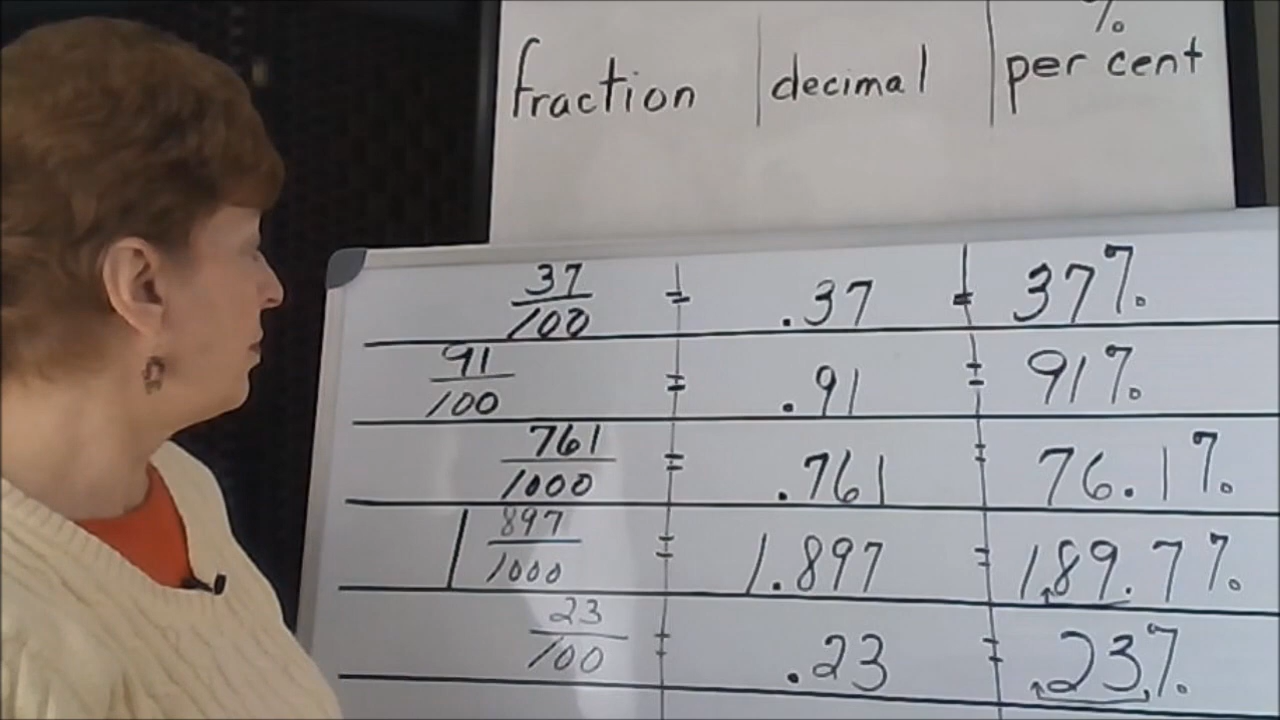 %
fraction | decimal | per cent
37/100 = .37 = 37%
91/100 = .91 = 91%
761/1000 = .761 = 76.1%
1 897/1000 = 1.897 = 189.7%
23/100 = .23 = .23.%